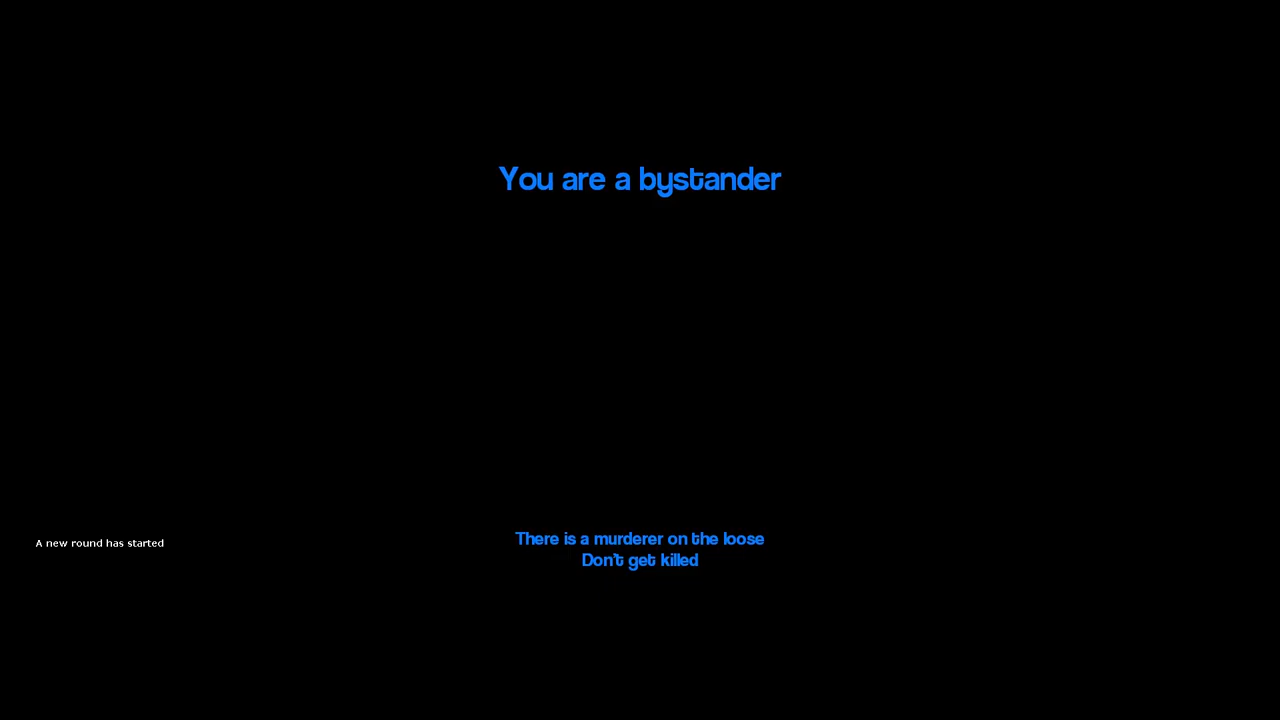 You are a bystander
A new round has started
There is a murderer on the loose
Don't get killed